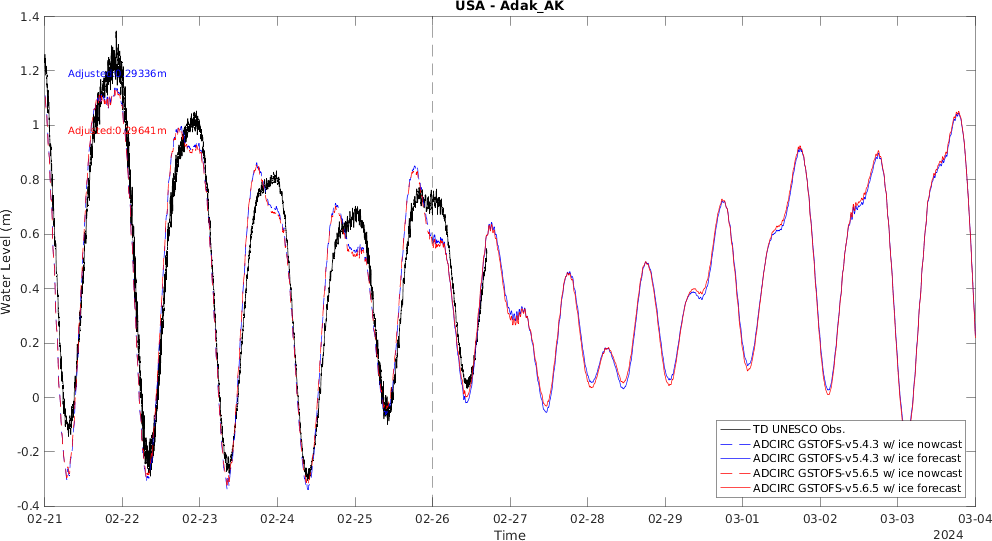 USA - Adak_AK
1.4
1.2
1
0.8
0.6
0.4
0.2
0
-0.2
-0.4
Water Level (m)
Adjusted:0.29336m
Adjusted:0.29641m
TD UNESCO Obs.
ADCIRC GSTOFS-v5.4.3 w/ ice nowcast
ADCIRC GSTOFS-v5.4.3 w/ ice forecast
ADCIRC GSTOFS-v5.6.5 w/ ice nowcast
ADCIRC GSTOFS-v5.6.5 w/ ice forecast
02-21 02-22 02-23 02-24 02-25 02-26 02-27 02-28 02-29 03-01 03-02 03-03 03-04
Time
2024